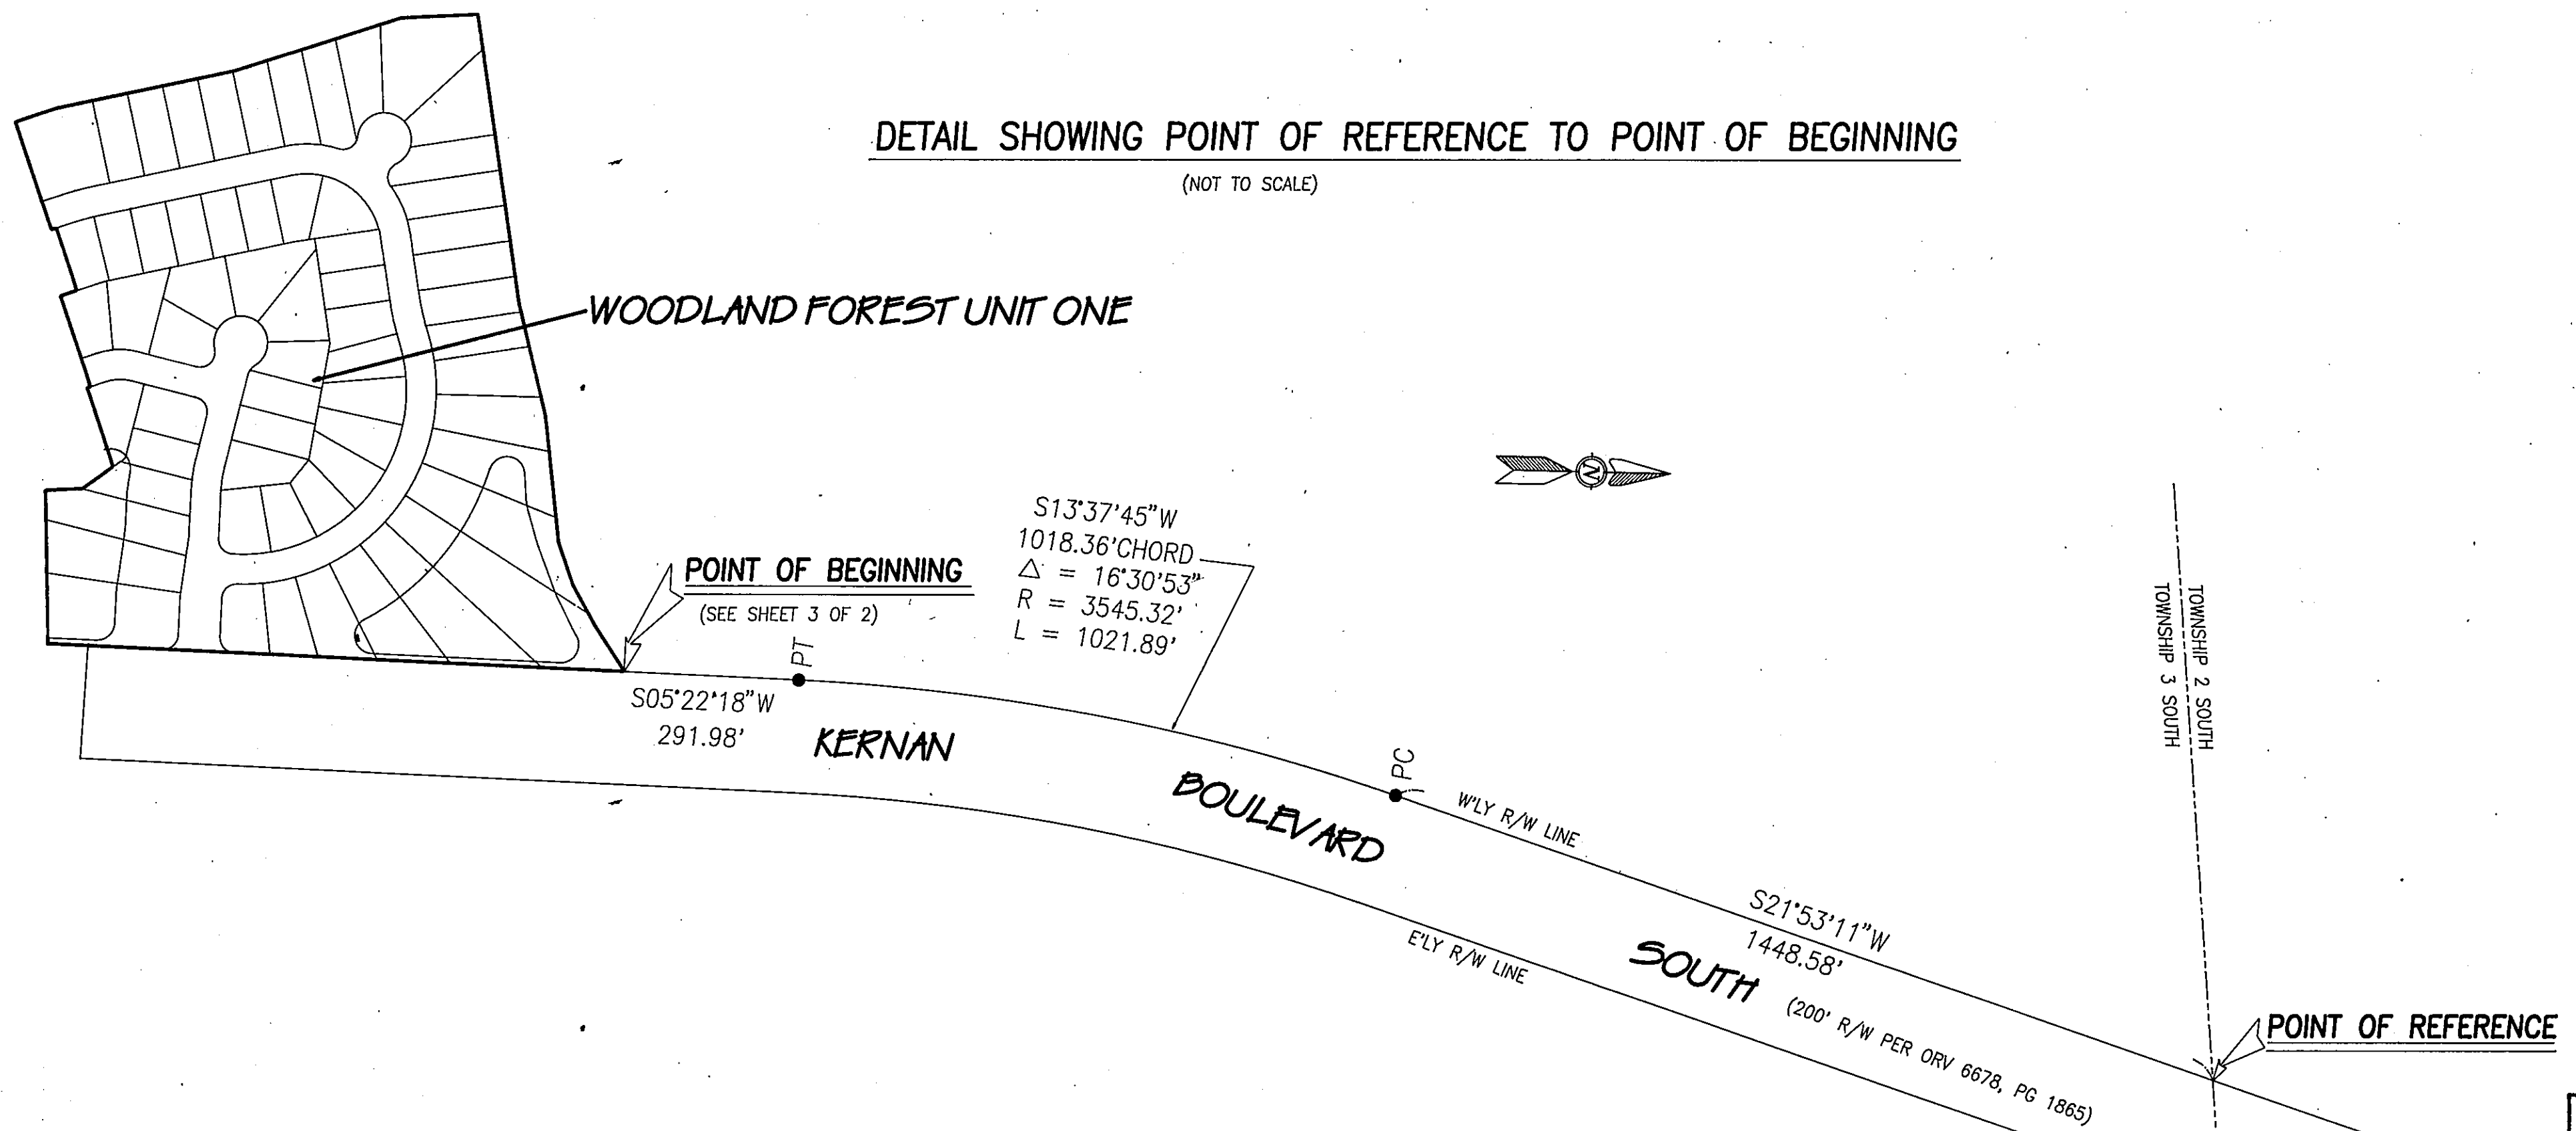 DETAIL SHOWING POINT OF REFERENCE TO POINT OF BEGINNING
(NOT TO SCALE)
WOODLAND FOREST UNIT ONE
N
S13°37'45"W
1018.36'CHORD
Δ = 16°30'53"
R = 3545.32'
L = 1021.89'
POINT OF BEGINNING
(SEE SHEET 3 OF 2)
PT
S05°22'18"W
291.98'
KERNAN
BOULEVARD
SOUTH
PC
W'LY R/W LINE
E'LY R/W LINE
S21°53'11"W
1448.58'
(200' R/W PER ORV 6678, PG 1865)
TOWNSHIP 2 SOUTH
TOWNSHIP 3 SOUTH
POINT OF REFERENCE